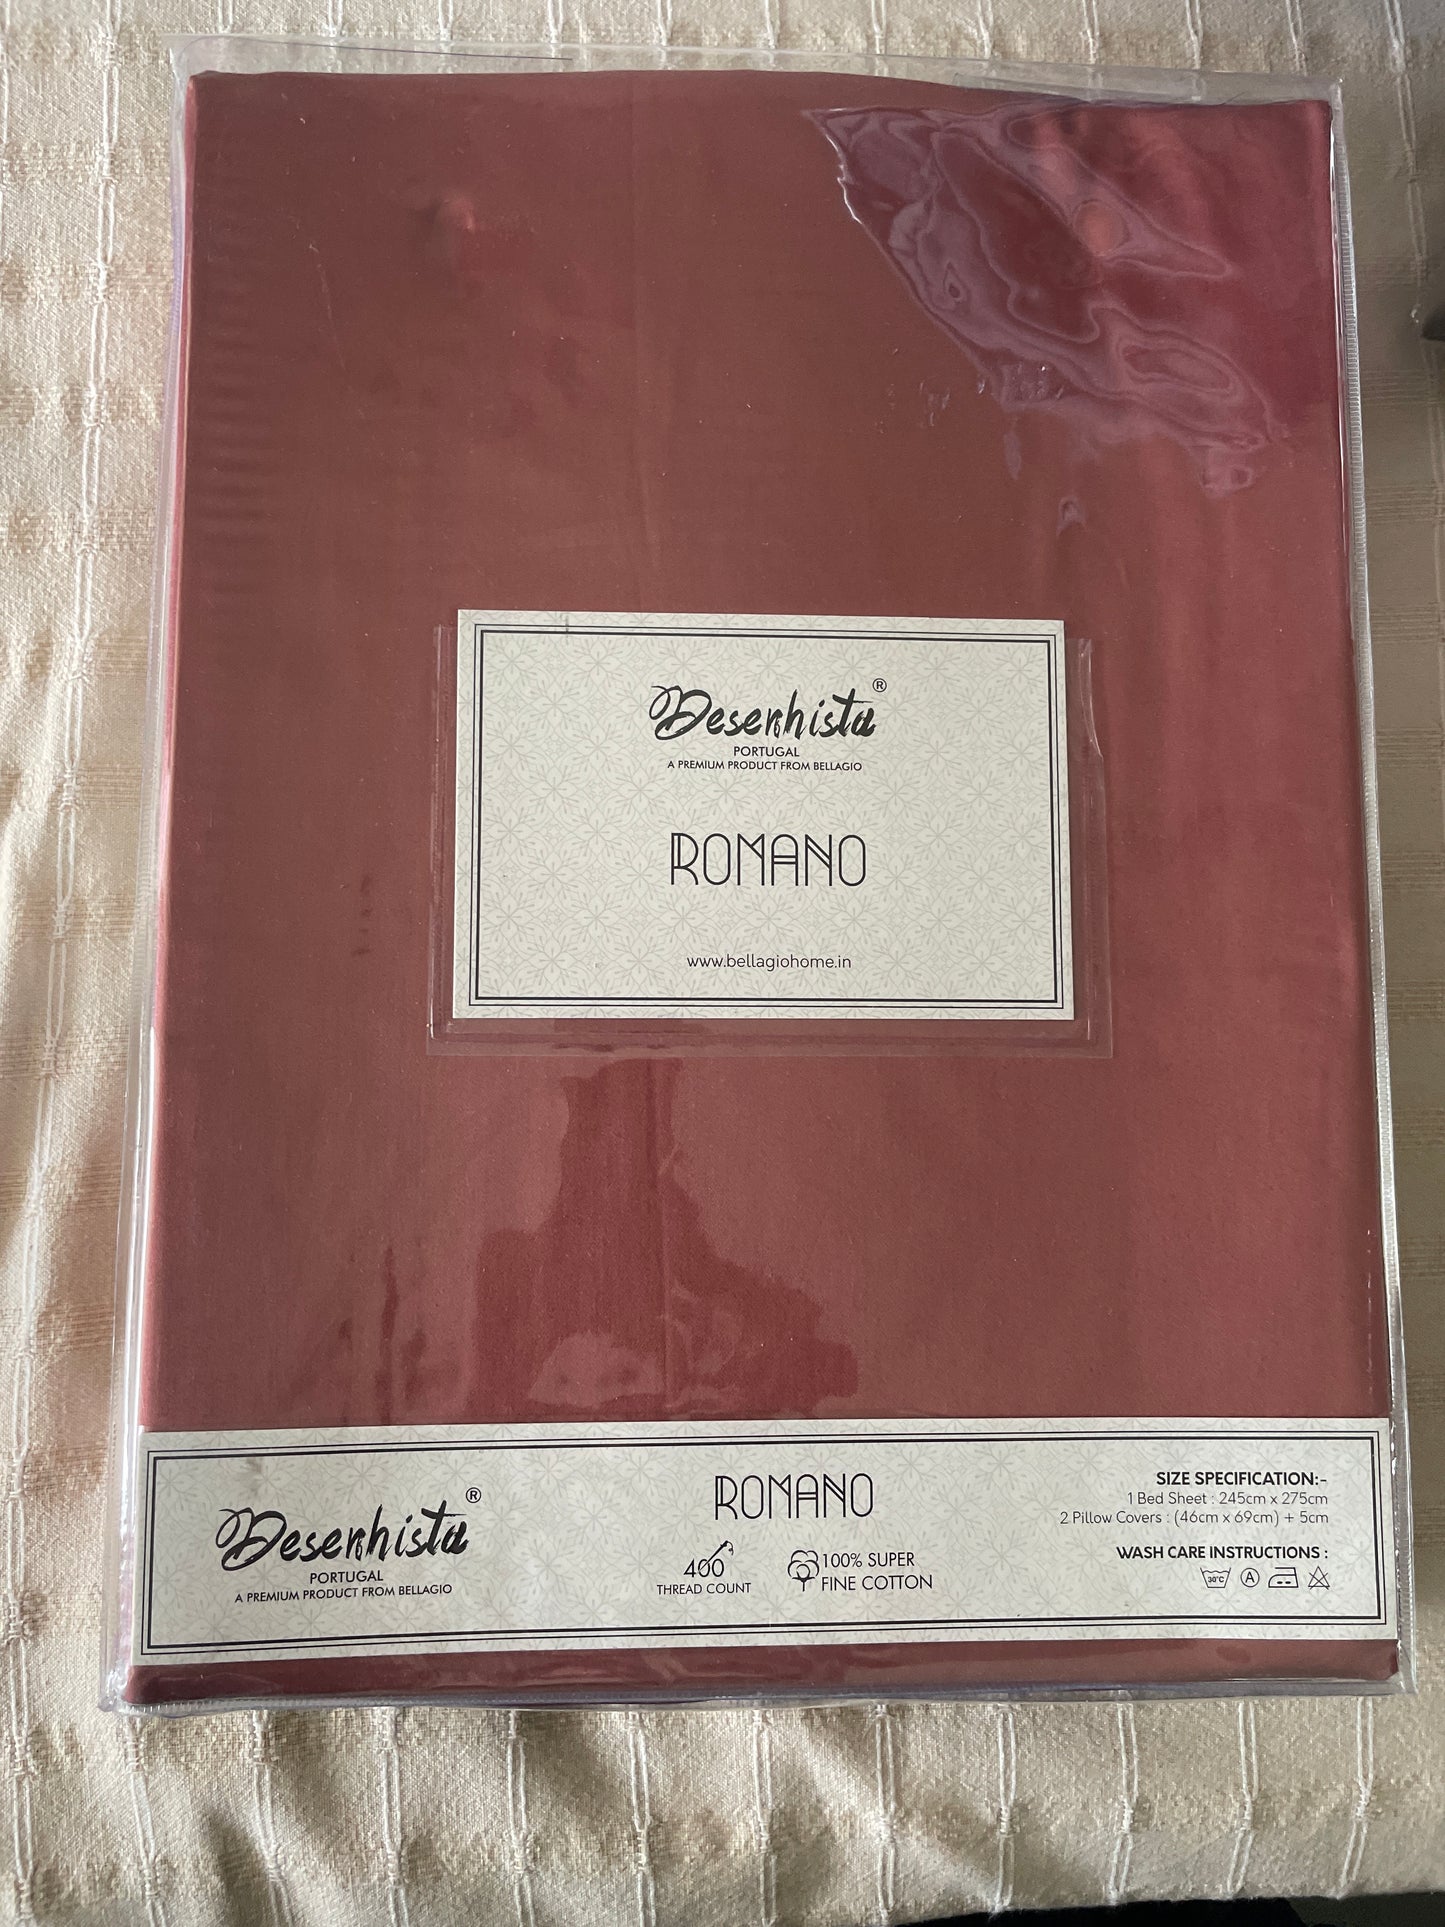 Desenhista®
PORTUGAL
A PREMIUM PRODUCT FROM BELLAGIO
ROMANO
www.bellagiohome.in
Desenhista®
PORTUGAL
A PREMIUM PRODUCT FROM BELLAGIO
ROMANO
400
THREAD COUNT
100% SUPER
FINE COTTON
SIZE SPECIFICATION:-
1 Bed Sheet : 245cm x 275cm
2 Pillow Covers : (46cm x 69cm) + 5cm
WASH CARE INSTRUCTIONS :
30°C A